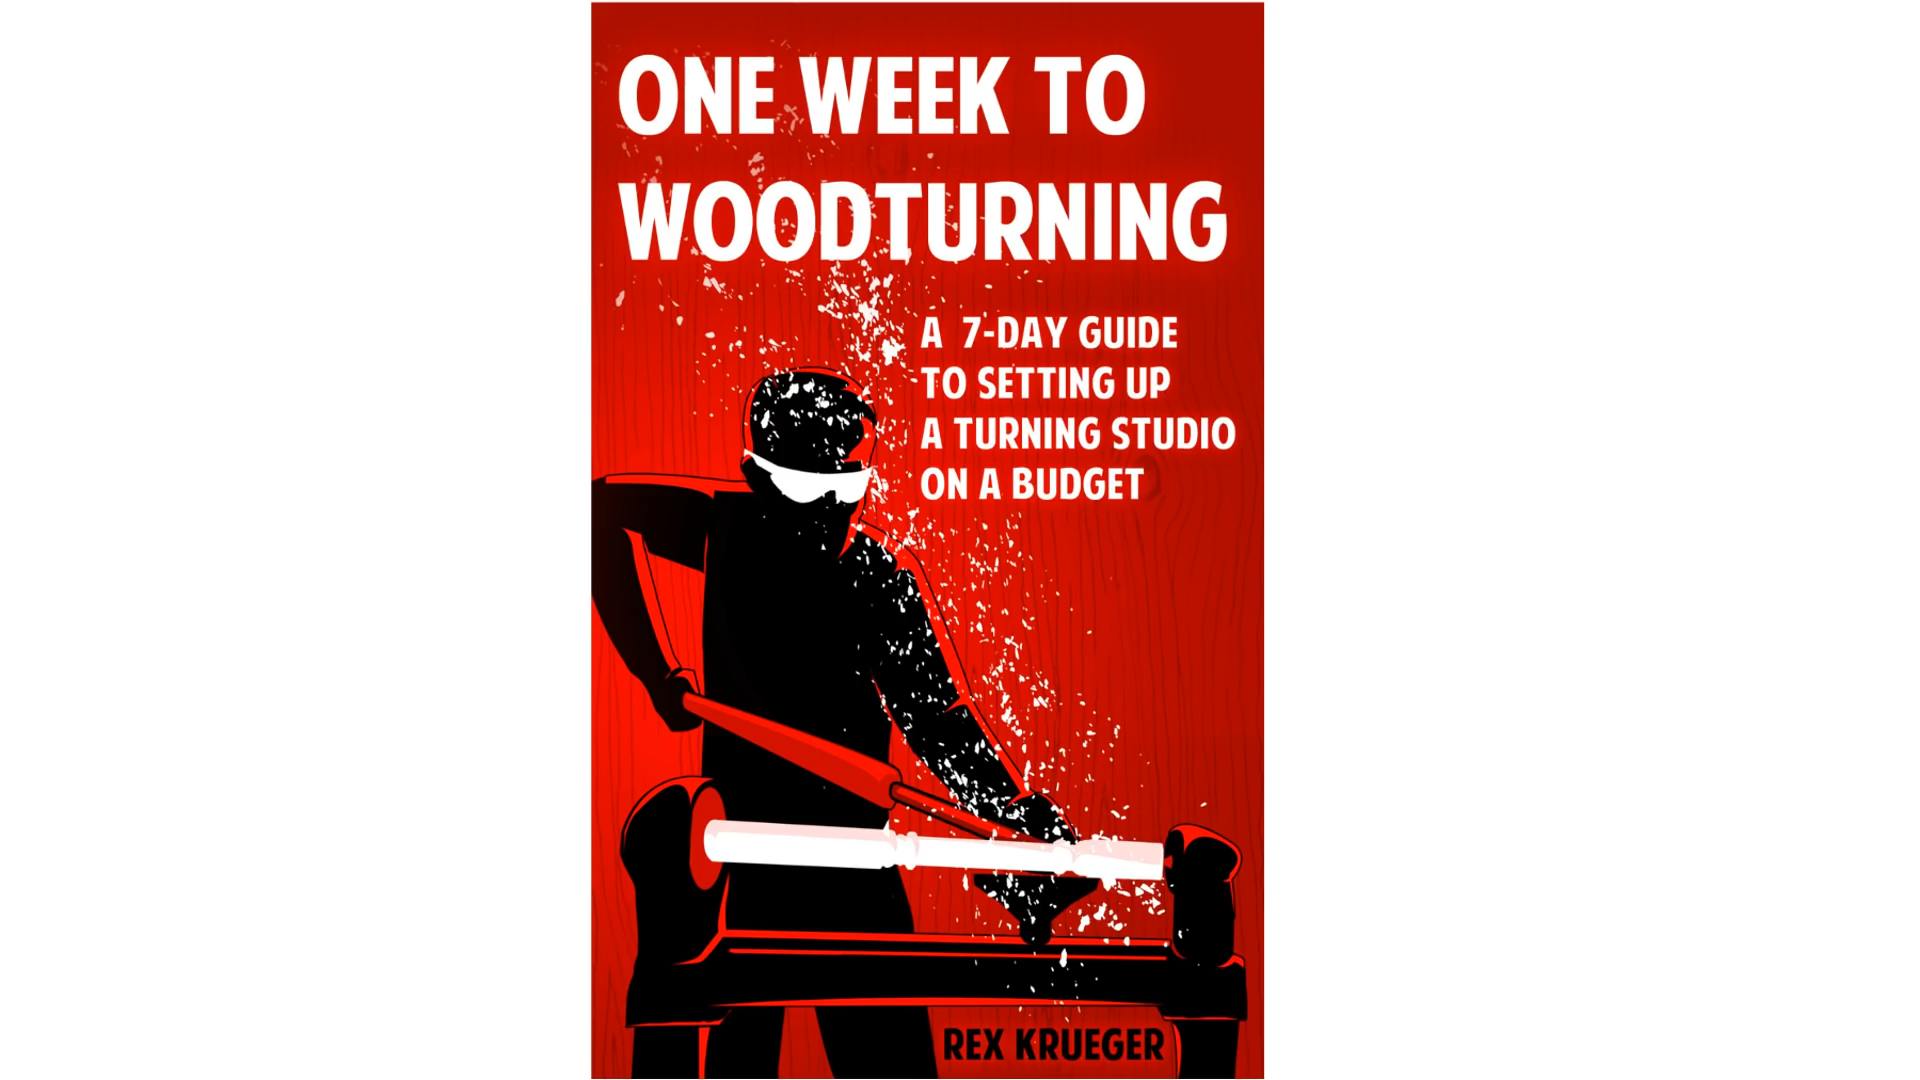 ONE WEEK TO
WOODTURNING
A 7-DAY GUIDE
TO SETTING UP
A TURNING STUDIO
ON A BUDGET
REX KRUEGER